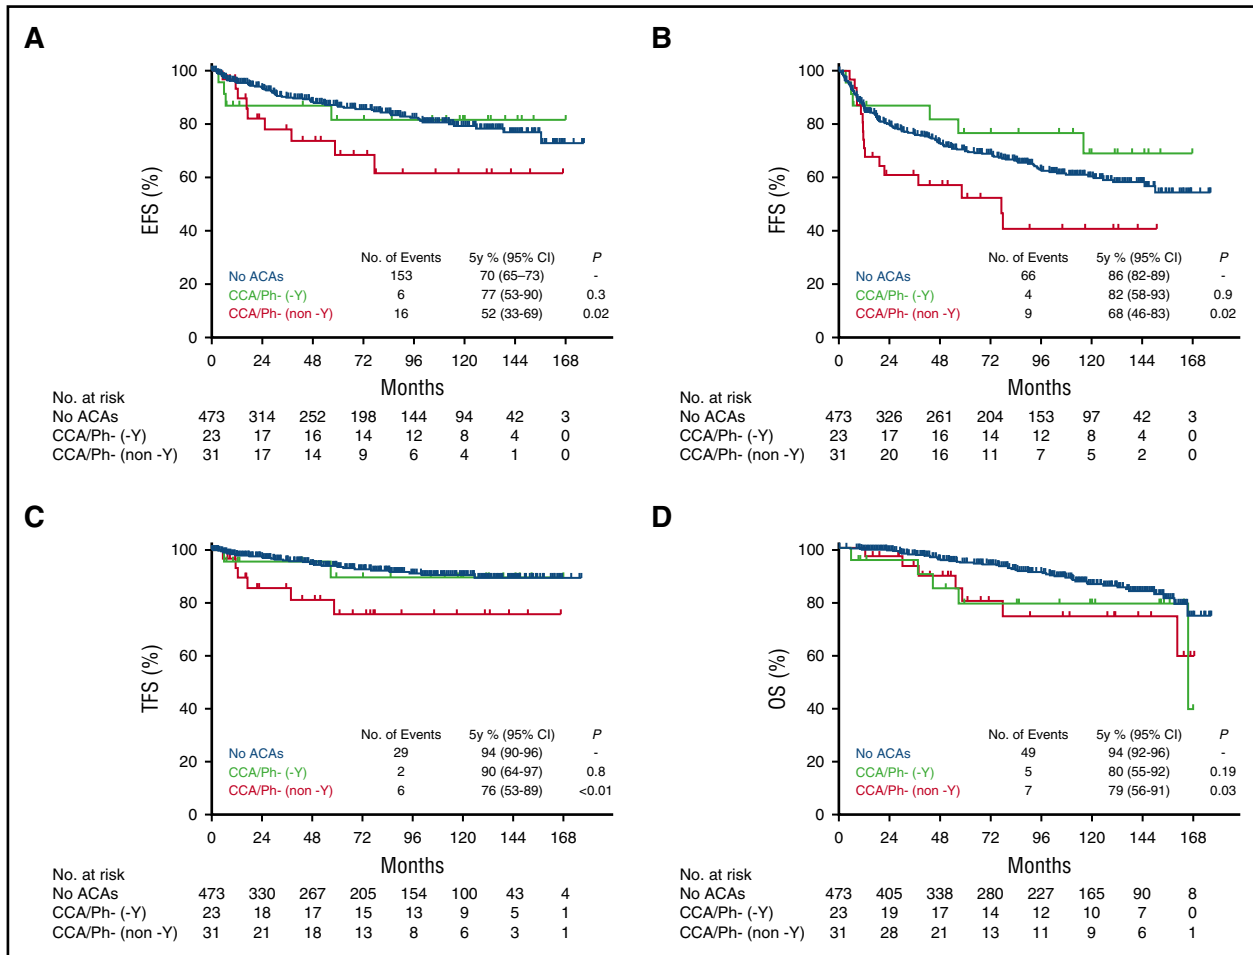 A
EFS (%)
100
80
60
40
20
0
No. of Events 5y % (95% CI) P
No ACAs 153 70 (65–73) -
CCA/Ph- (-Y) 6 77 (53-90) 0.3
CCA/Ph- (non -Y) 16 52 (33-69) 0.02
0 24 48 72 96 120 144 168
Months
No. at risk
No ACAs 473 314 252 198 144 94 42 3
CCA/Ph- (-Y) 23 17 16 14 12 8 4 0
CCA/Ph- (non -Y) 31 17 14 9 6 4 1 0
B
FFS (%)
100
80
60
40
20
0
No. of Events 5y % (95% CI) P
No ACAs 66 86 (82-89) -
CCA/Ph- (-Y) 4 82 (58-93) 0.9
CCA/Ph- (non -Y) 9 68 (46-83) 0.02
0 24 48 72 96 120 144 168
Months
No. at risk
No ACAs 473 326 261 204 153 97 42 3
CCA/Ph- (-Y) 23 17 16 14 12 8 4 0
CCA/Ph- (non -Y) 31 20 16 11 7 5 2 0
C
TFS (%)
100
80
60
40
20
0
No. of Events 5y % (95% CI) P
No ACAs 29 94 (90-96) -
CCA/Ph- (-Y) 2 90 (64-97) 0.8
CCA/Ph- (non -Y) 6 76 (53-89) <0.01
0 24 48 72 96 120 144 168
Months
No. at risk
No ACAs 473 330 267 205 154 100 43 4
CCA/Ph- (-Y) 23 18 17 15 13 9 5 1
CCA/Ph- (non -Y) 31 21 18 13 8 6 3 1
D
OS (%)
100
80
60
40
20
0
No. of Events 5y % (95% CI) P
No ACAs 49 94 (92-96) -
CCA/Ph- (-Y) 5 80 (55-92) 0.19
CCA/Ph- (non -Y) 7 79 (56-91) 0.03
0 24 48 72 96 120 144 168
Months
No. at risk
No ACAs 473 405 338 280 227 165 90 8
CCA/Ph- (-Y) 23 19 17 14 12 10 7 0
CCA/Ph- (non -Y) 31 28 21 13 11 9 6 1